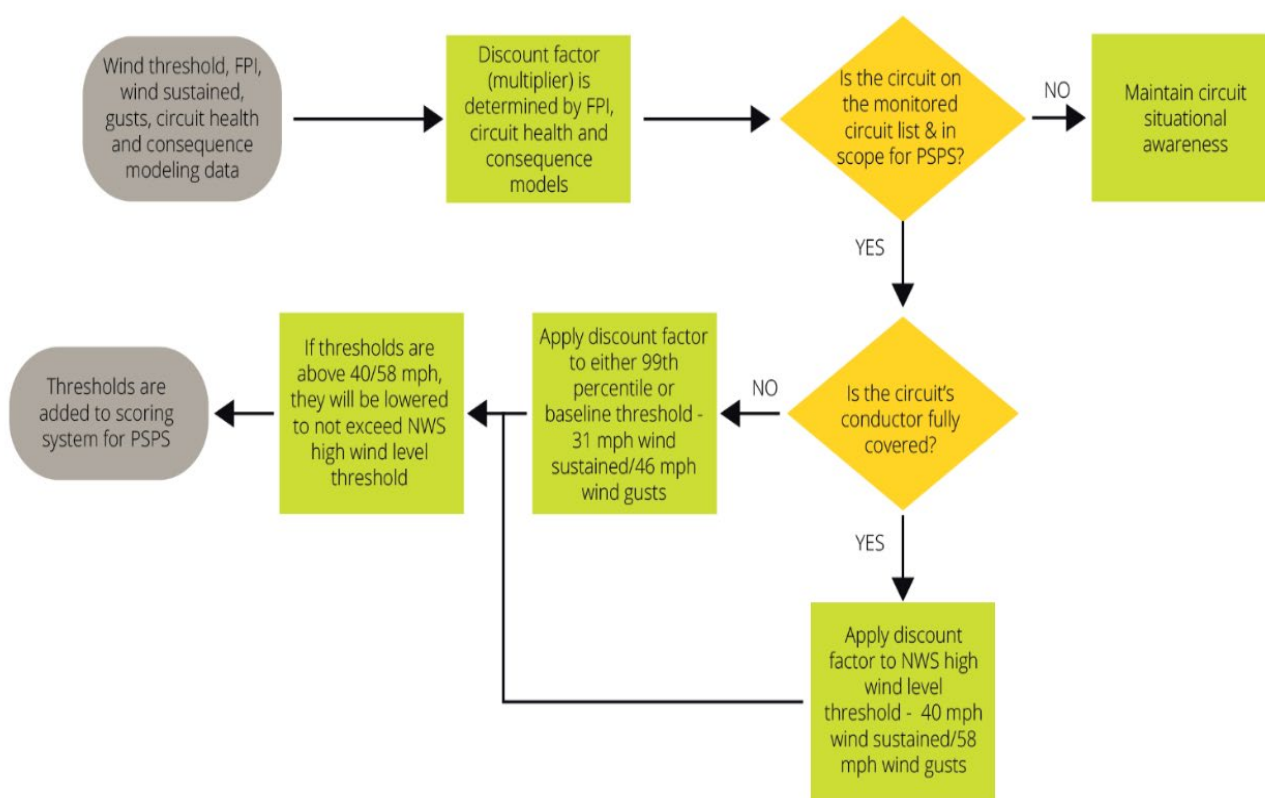 Wind threshold, FPI,
wind sustained,
gusts, circuit health
and consequence
modeling data
Discount factor
(multiplier) is
determined by FPI,
circuit health and
consequence
models
Is the circuit on
the monitored
circuit list & in
scope for PSPS?
NO
Maintain circuit
situational
awareness
YES
Is the circuit's
conductor fully
covered?
NO
Apply discount factor
to either 99th
percentile or
baseline threshold -
31 mph wind
sustained/46 mph
wind gusts
If thresholds are
above 40/58 mph,
they will be lowered
to not exceed NWS
high wind level
threshold
Thresholds are
added to scoring
system for PSPS
YES
Apply discount
factor to NWS high
wind level
threshold - 40 mph
wind sustained/58
mph wind gusts